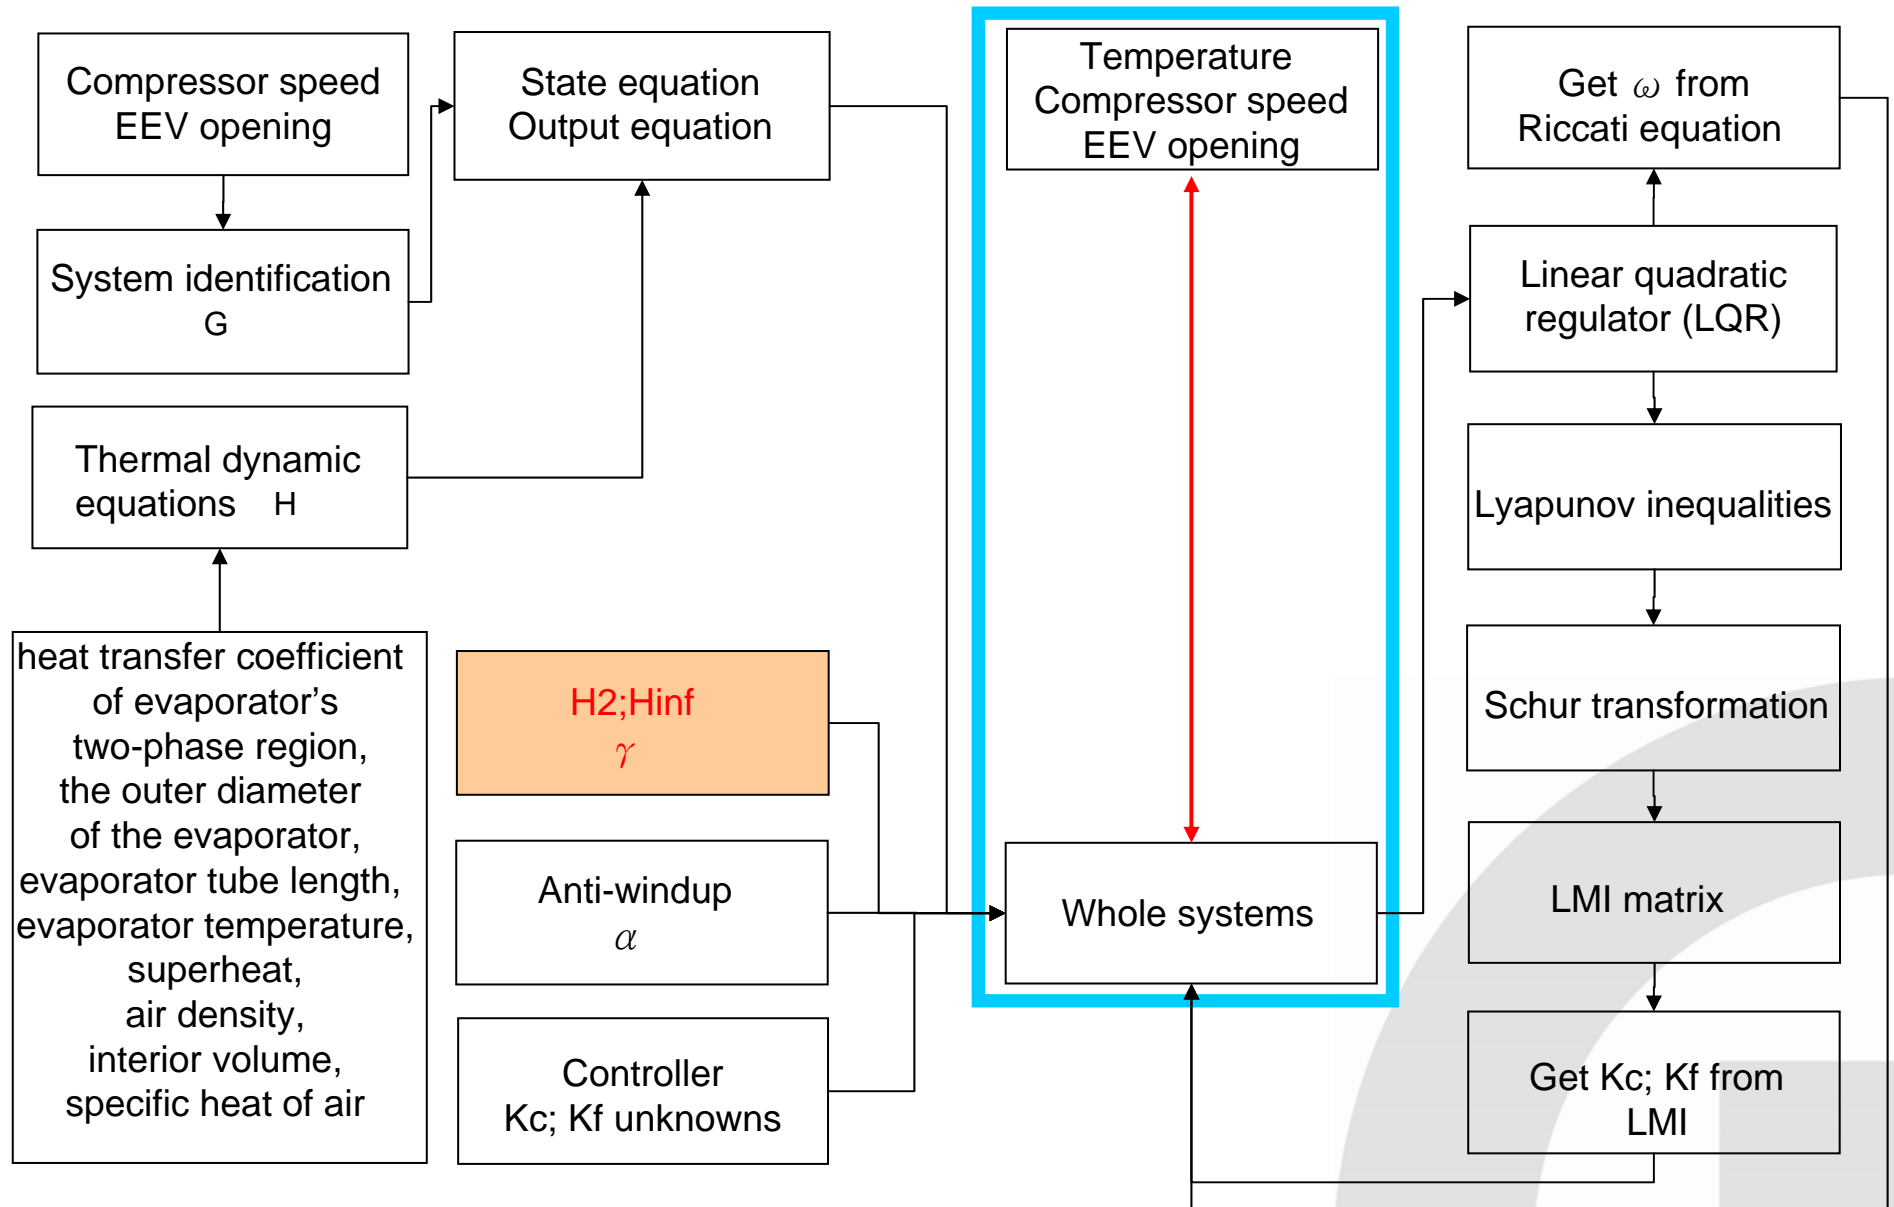 Compressor speed
EEV opening
System identification
G
Thermal dynamic
equations H
heat transfer coefficient
of evaporator’s
two-phase region,
the outer diameter
of the evaporator,
evaporator tube length,
evaporator temperature,
superheat,
air density,
interior volume,
specific heat of air
State equation
Output equation
H2;Hinf
γ
Anti-windup
α
Controller
Kc; Kf unknowns
Temperature
Compressor speed
EEV opening
Whole systems
Get ω from
Riccati equation
Linear quadratic
regulator (LQR)
Lyapunov inequalities
Schur transformation
LMI matrix
Get Kc; Kf from
LMI